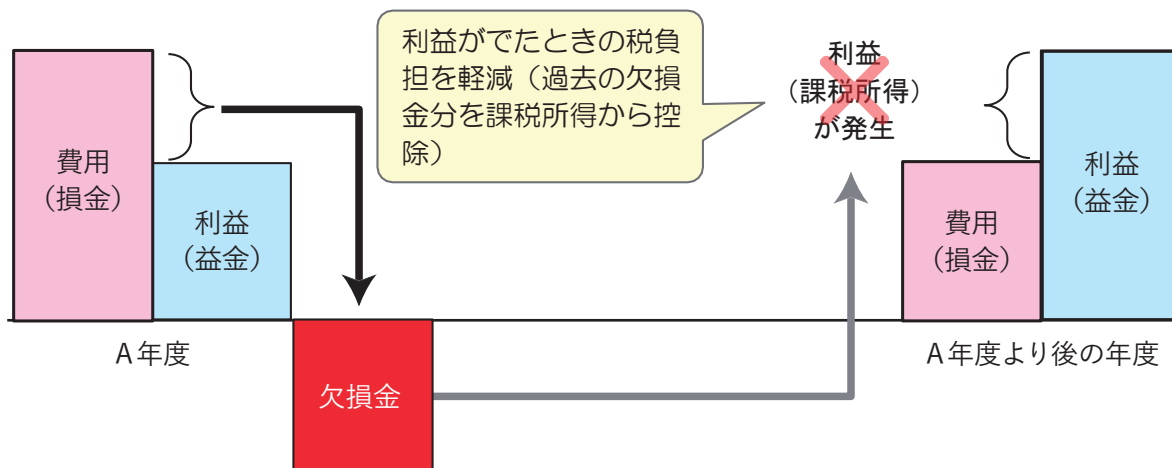 利益がでたときの税負
担を軽減（過去の欠損
金分を課税所得から控
除）
利益
（課税所得）
が発生
費用
（損金）
利益
（益金）
費用
（損金）
利益
（益金）
A年度
A年度より後の年度
欠損金